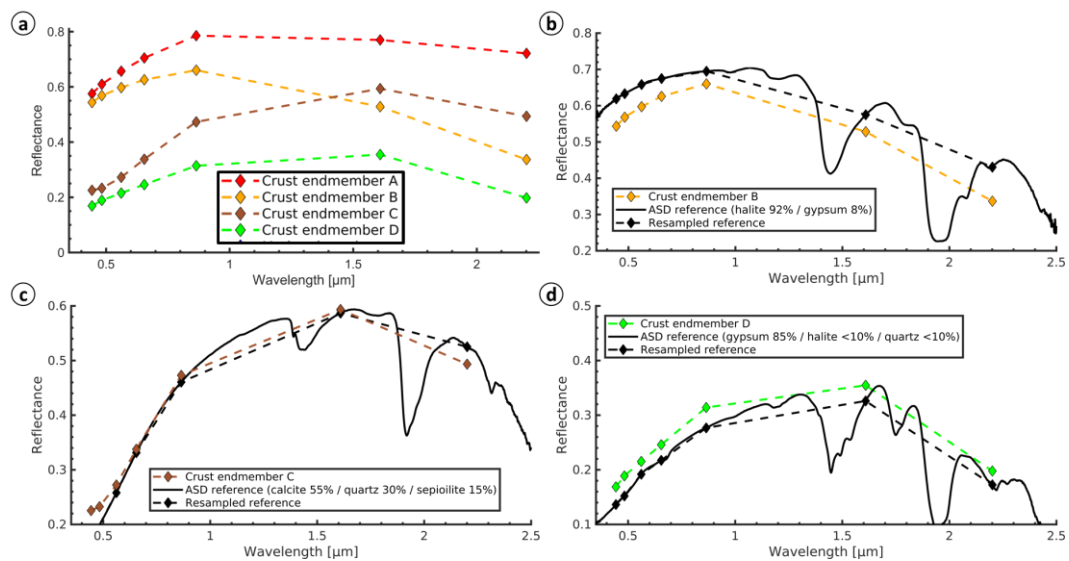 a
0.8
0.6
0.4
0.2
0
Reflectance
Crust endmember A
Crust endmember B
Crust endmember C
Crust endmember D
0.5
1
1.5
2
Wavelength [μm]
b
0.8
0.7
0.6
0.5
0.4
0.3
0.2
Reflectance
Crust endmember B
ASD reference (halite 92% / gypsum 8%)
Resampled reference
0.5
1
1.5
2
2.5
Wavelength [μm]
c
0.6
0.5
0.4
0.3
0.2
Reflectance
Crust endmember C
ASD reference (calcite 55% / quartz 30% / sepioilite 15%)
Resampled reference
0.5
1
1.5
2
2.5
Wavelength [μm]
d
0.5
0.4
0.3
0.2
0.1
Reflectance
Crust endmember D
ASD reference (gypsum 85% / halite <10% / quartz <10%)
Resampled reference
0.5
1
1.5
2
2.5
Wavelength [μm]